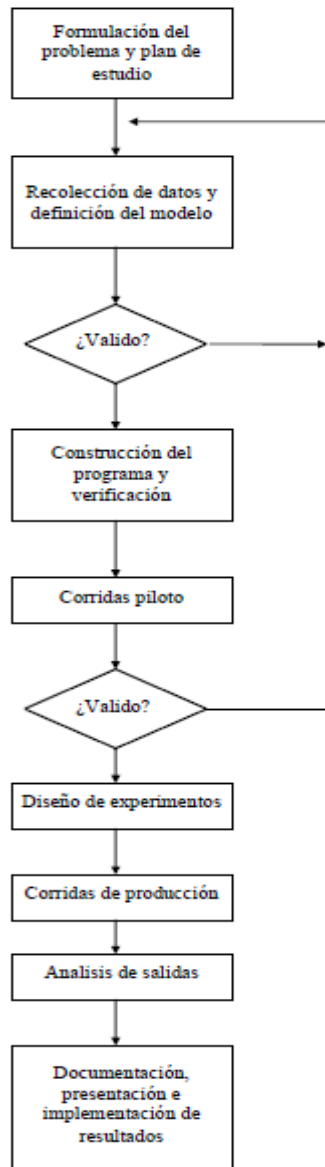 Formulación del
problema y plan de
estudio
Recolección de datos y
definición del modelo
¿Valido?
Construcción del
programa y
verificación
Corridas piloto
¿Valido?
Diseño de experimentos
Corridas de producción
Analisis de salidas
Documentación,
presentación e
implementación de
resultados